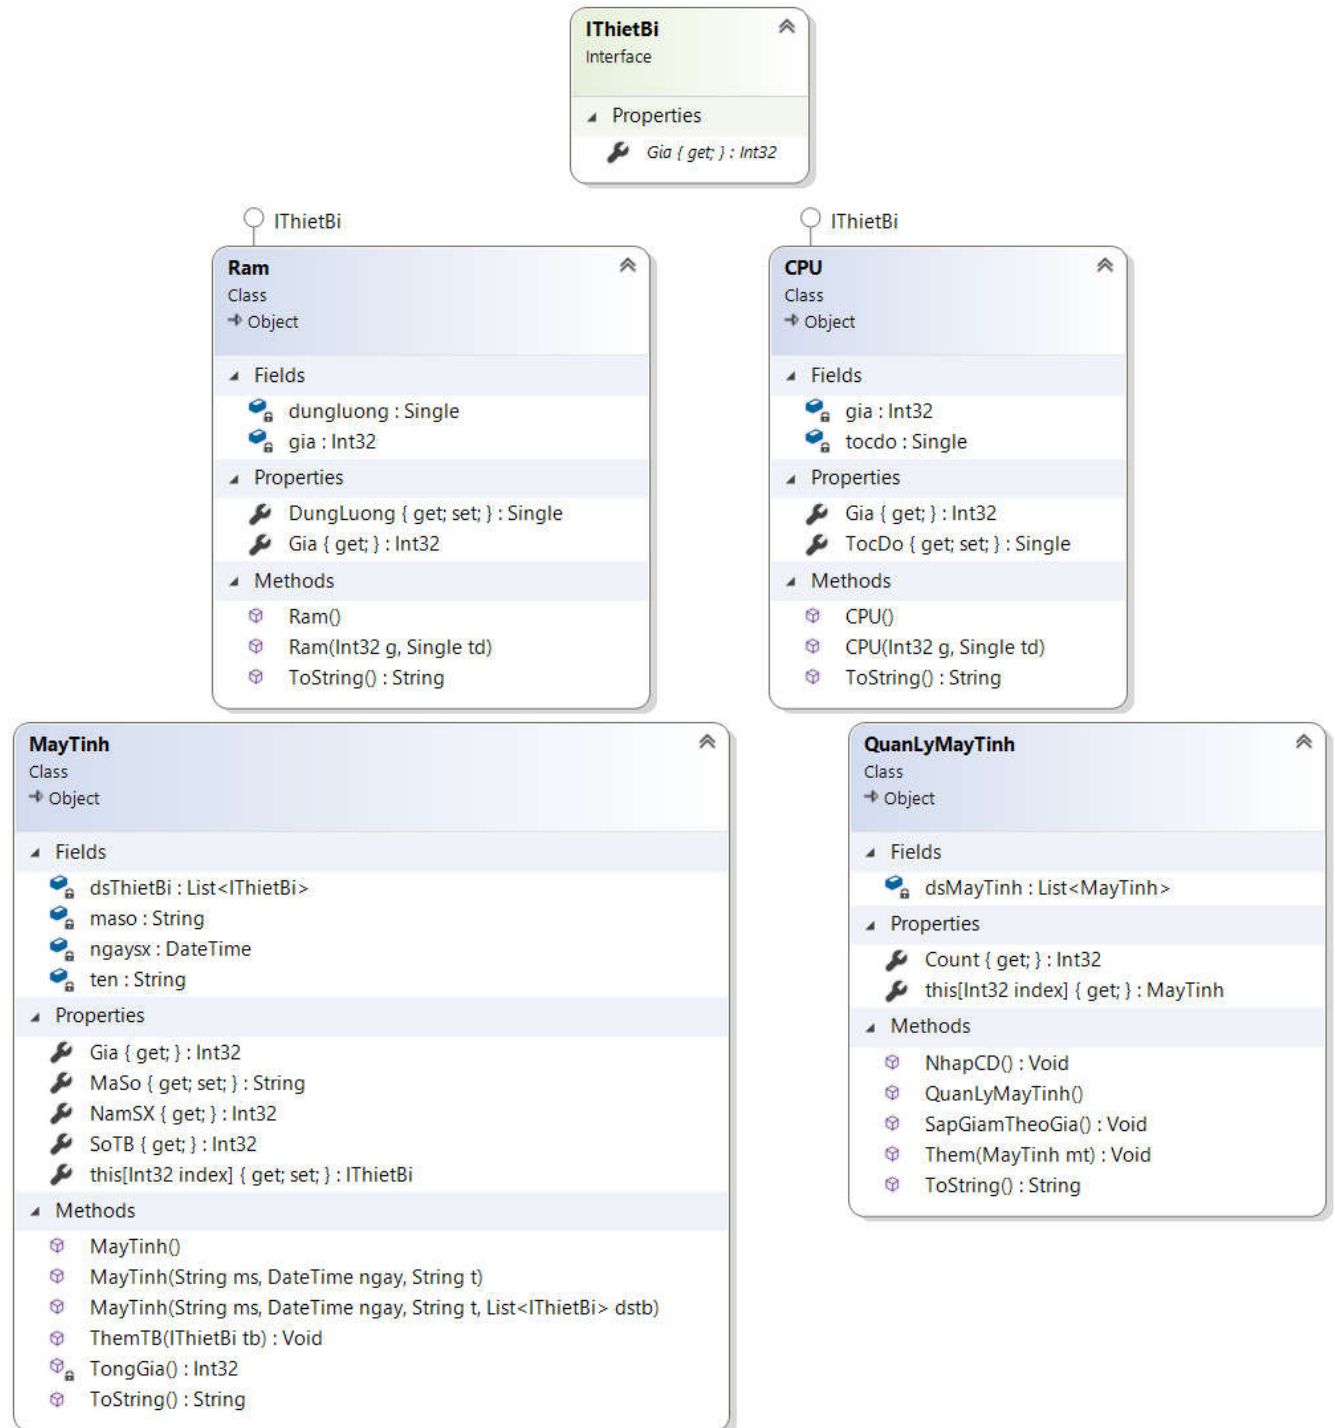 IThietBi
Interface
Properties
Gia { get; } : Int32
IThietBi
Ram
Class
Object
Fields
dungluong : Single
gia : Int32
Properties
DungLuong { get; set; } : Single
Gia { get; } : Int32
Methods
Ram()
Ram(Int32 g, Single td)
ToString() : String
IThietBi
CPU
Class
Object
Fields
gia : Int32
tocdo : Single
Properties
Gia { get; } : Int32
TocDo { get; set; } : Single
Methods
CPU()
CPU(Int32 g, Single td)
ToString() : String
MayTinh
Class
Object
Fields
dsThietBi : List<IThietBi>
maso : String
ngaysx : DateTime
ten : String
Properties
Gia { get; } : Int32
MaSo { get; set; } : String
NamSX { get; } : Int32
SoTB { get; } : Int32
this[Int32 index] { get; set; } : IThietBi
Methods
MayTinh()
MayTinh(String ms, DateTime ngay, String t)
MayTinh(String ms, DateTime ngay, String t, List<IThietBi> dstb)
ThemTB(IThietBi tb) : Void
TongGia() : Int32
ToString() : String
QuanLyMayTinh
Class
Object
Fields
dsMayTinh : List<MayTinh>
Properties
Count { get; } : Int32
this[Int32 index] { get; } : MayTinh
Methods
NhapCD() : Void
QuanLyMayTinh()
SapGiamTheoGia() : Void
Them(MayTinh mt) : Void
ToString() : String